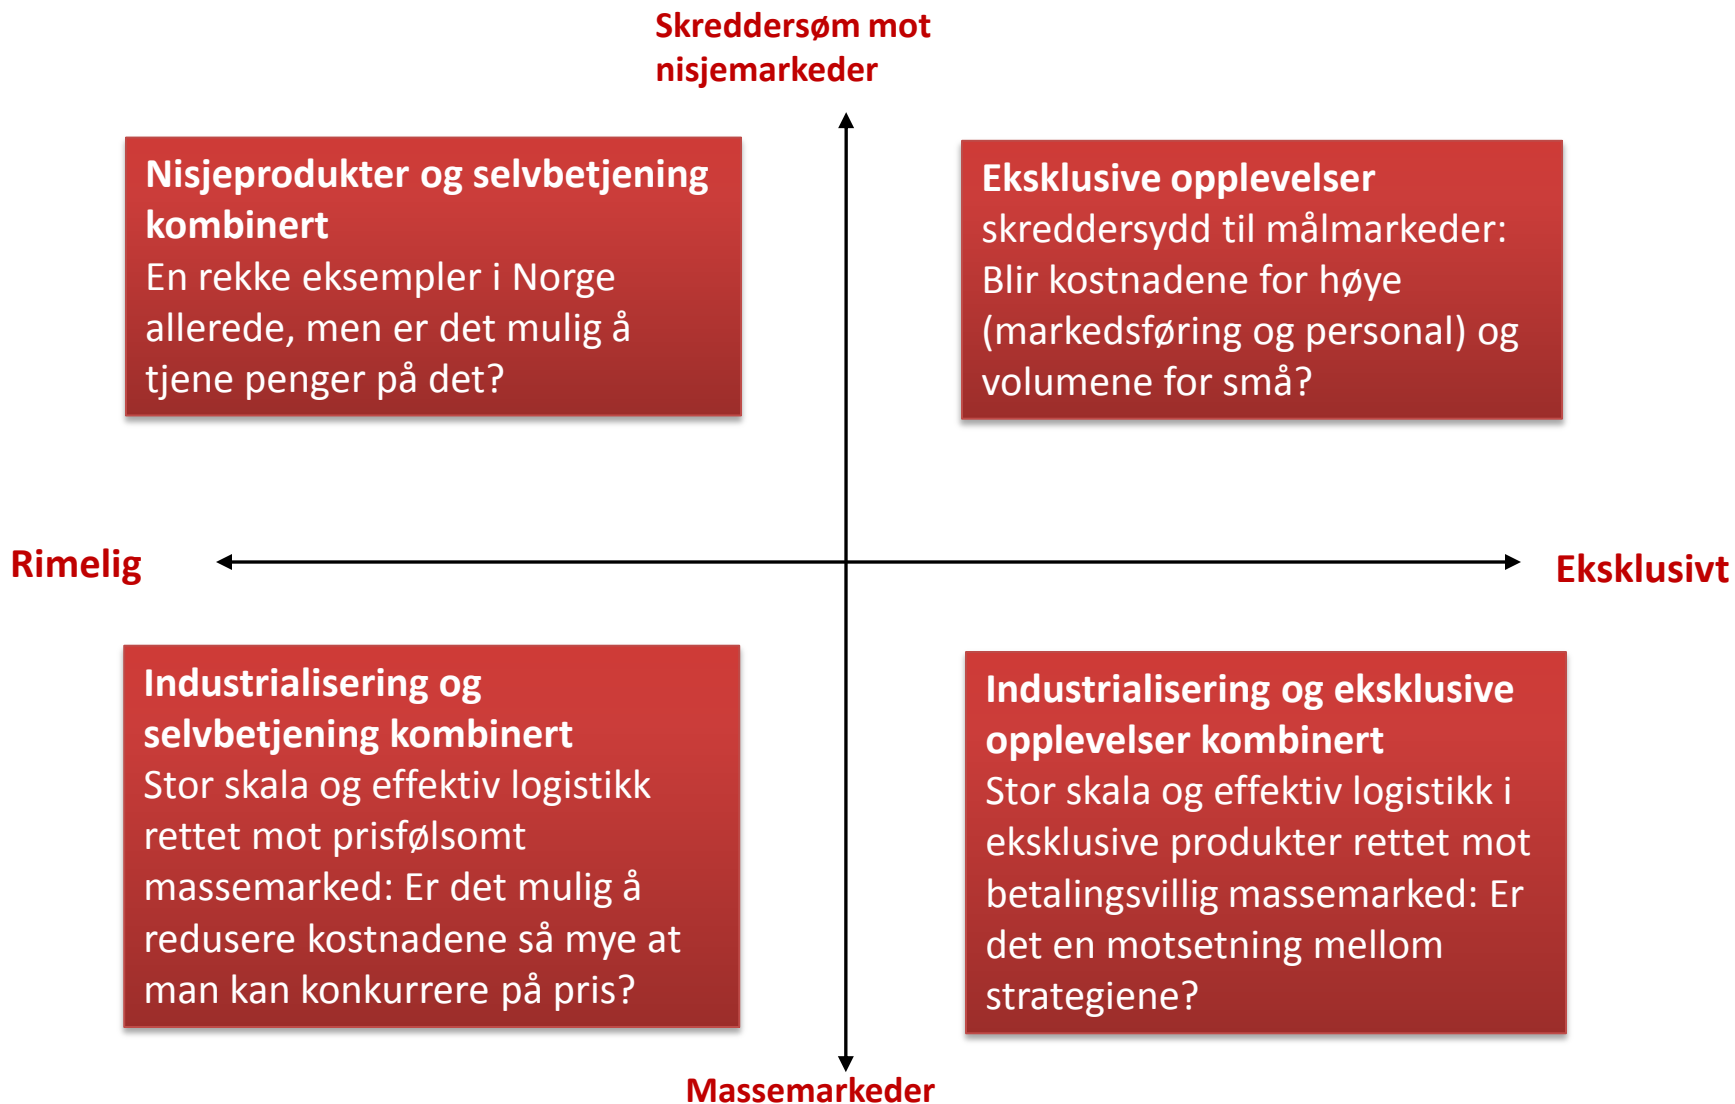 Skreddersøm mot
nisjemarkeder
Nisjeprodukter og selvbetjening
kombinert
En rekke eksempler i Norge
allerede, men er det mulig å
tjene penger på det?
Eksklusive opplevelser
skreddersydd til målmarkeder:
Blir kostnadene for høye
(markedsføring og personal) og
volumene for små?
Rimelig
Eksklusivt
Industrialisering og
selvbetjening kombinert
Stor skala og effektiv logistikk
rettet mot prisfølsomt
massemarked: Er det mulig å
redusere kostnadene så mye at
man kan konkurrere på pris?
Industrialisering og eksklusive
opplevelser kombinert
Stor skala og effektiv logistikk i
eksklusive produkter rettet mot
betalingsvillig massemarked: Er
det en motsetning mellom
strategiene?
Massemarkeder